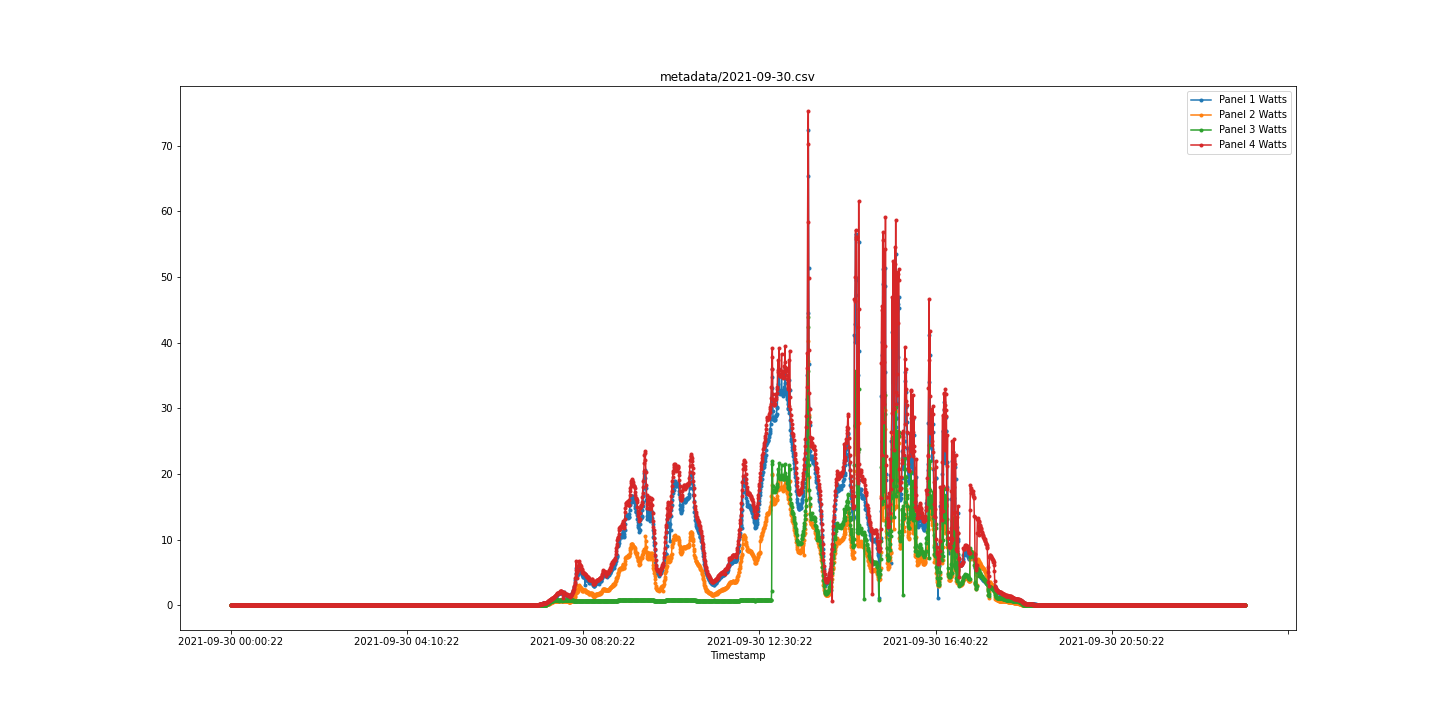 metadata/2021-09-30.csv
Panel 1 Watts
Panel 2 Watts
Panel 3 Watts
Panel 4 Watts
70
60
50
40
30
20
10
0
2021-09-30 00:00:22 2021-09-30 04:10:22 2021-09-30 08:20:22 2021-09-30 12:30:22 2021-09-30 16:40:22 2021-09-30 20:50:22
Timestamp